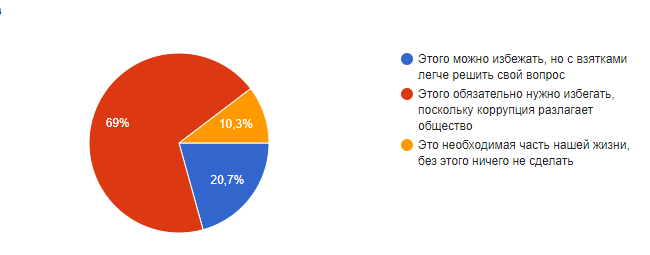 69%
10,3%
20,7%
Этого можно избежать, но с взятками
легче решить свой вопрос
Этого обязательно нужно избегать,
поскольку коррупция разлагает
общество
Это необходимая часть нашей жизни,
без этого ничего не сделать